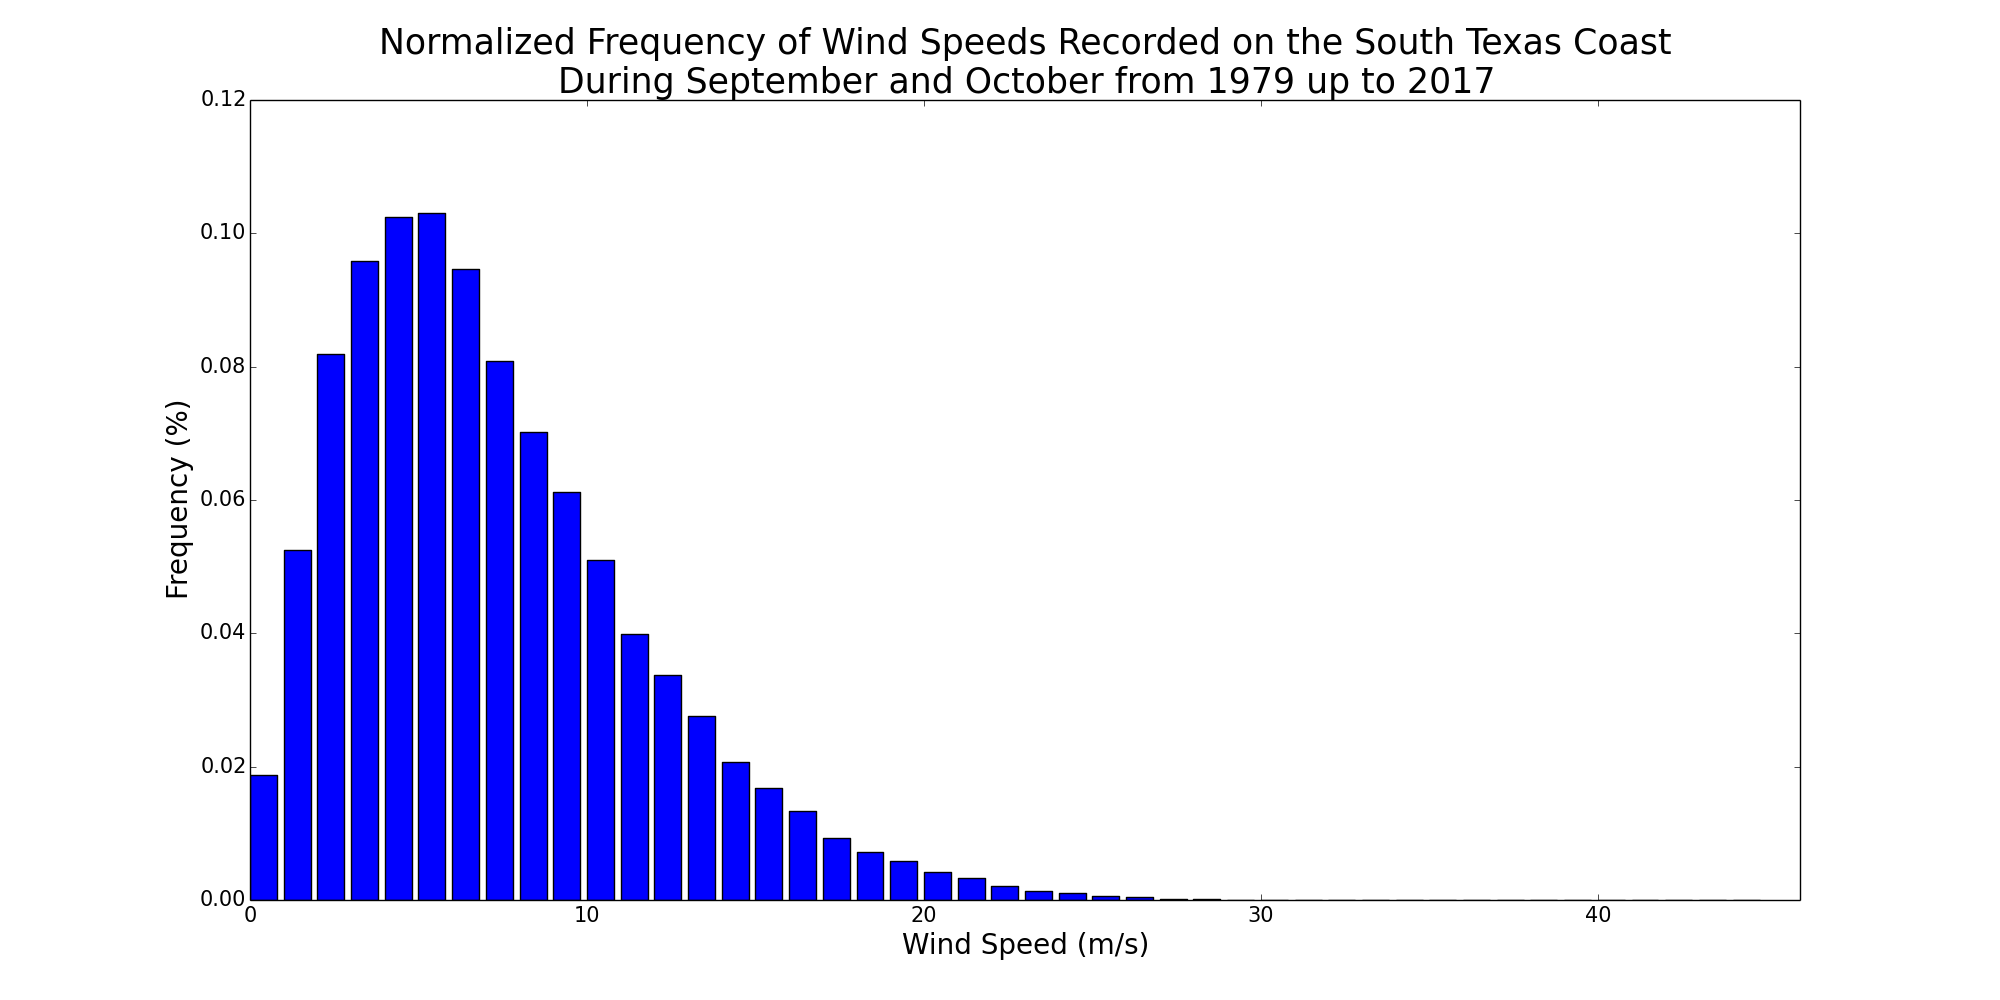 Normalized Frequency of Wind Speeds Recorded on the South Texas Coast
During September and October from 1979 up to 2017
0.12
0.10
0.08
0.06
0.04
0.02
0.00
Frequency (%)
0 10 20 30 40
Wind Speed (m/s)